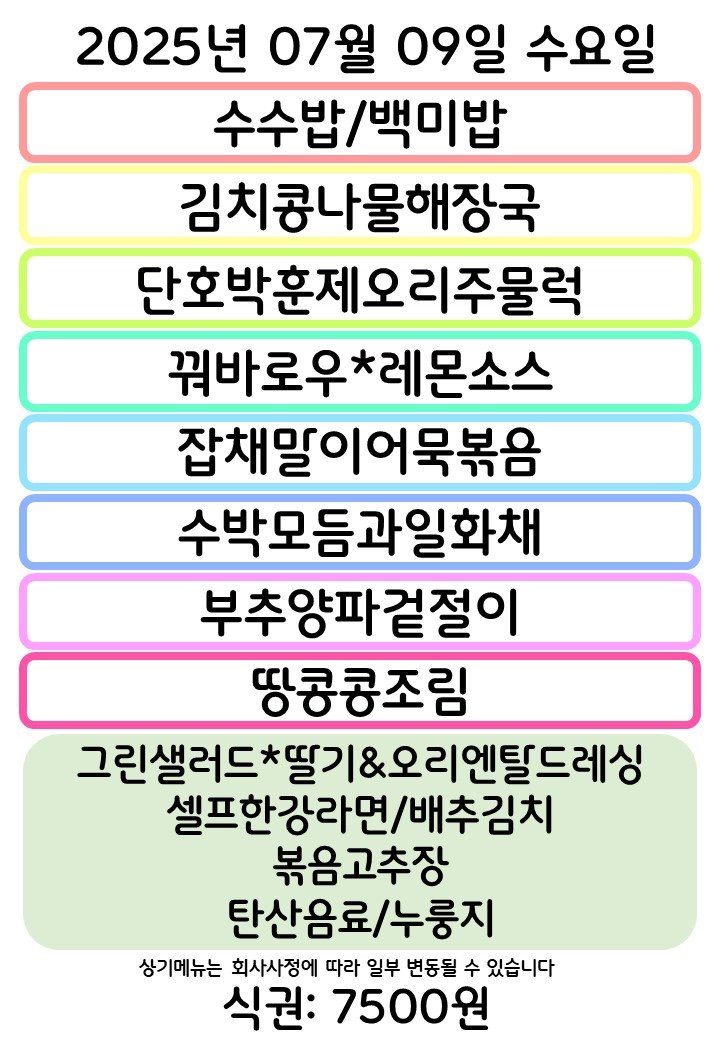 2025년 07월 09일 수요일
수수밥/백미밥
김치콩나물해장국
단호박훈제오리주물럭
꿔바로우*레몬소스
잡채말이어묵볶음
수박모듬과일화채
부추양파겉절이
땅콩콩조림
그린샐러드*딸기&오리엔탈드레싱
셀프한강라면/배추김치
볶음고추장
탄산음료/누룽지
상기메뉴는 회사사정에 따라 일부 변동될 수 있습니다
식권: 7500원